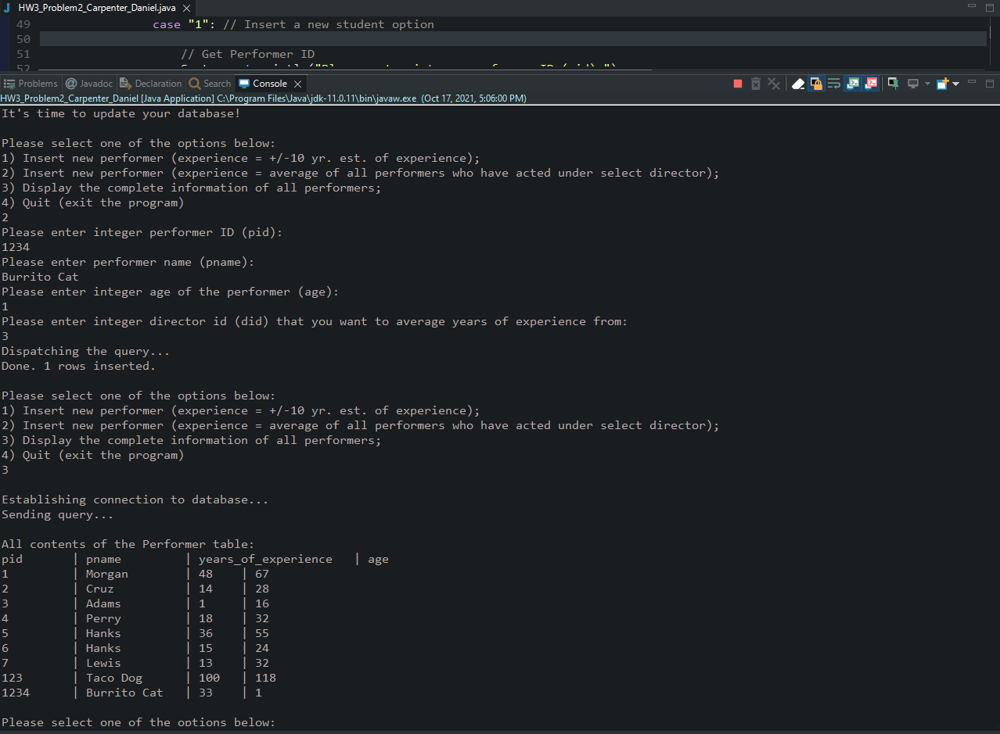 HW3_Problem2_Carpenter_Daniel.java
49 case "1": // Insert a new student option
50
51 // Get Performer ID
52
Problems Javadoc Declaration Search Console
HW3_Problem2_Carpenter_Daniel [Java Application] C:\Program Files\Java\jdk-11.0.11\bin\javaw.exe (Oct 17, 2021, 5:06:00 PM)
It's time to update your database!
Please select one of the options below:
1) Insert new performer (experience = +/-10 yr. est. of experience);
2) Insert new performer (experience = average of all performers who have acted under select director);
3) Display the complete information of all performers;
4) Quit (exit the program)
2
Please enter integer performer ID (pid):
1234
Please enter performer name (pname):
Burrito Cat
Please enter integer age of the performer (age):
1
Please enter integer director id (did) that you want to average years of experience from:
3
Dispatching the query...
Done. 1 rows inserted.
Please select one of the options below:
1) Insert new performer (experience = +/-10 yr. est. of experience);
2) Insert new performer (experience = average of all performers who have acted under select director);
3) Display the complete information of all performers;
4) Quit (exit the program)
3
Establishing connection to database...
Sending query...
All contents of the Performer table:
pid | pname | years_of_experience | age
1 | Morgan | 48 | 67
2 | Cruz | 14 | 28
3 | Adams | 1 | 16
4 | Perry | 18 | 32
5 | Hanks | 36 | 55
6 | Hanks | 15 | 24
7 | Lewis | 13 | 32
123 | Taco Dog | 100 | 118
1234 | Burrito Cat | 33 | 1
Please select one of the options below: